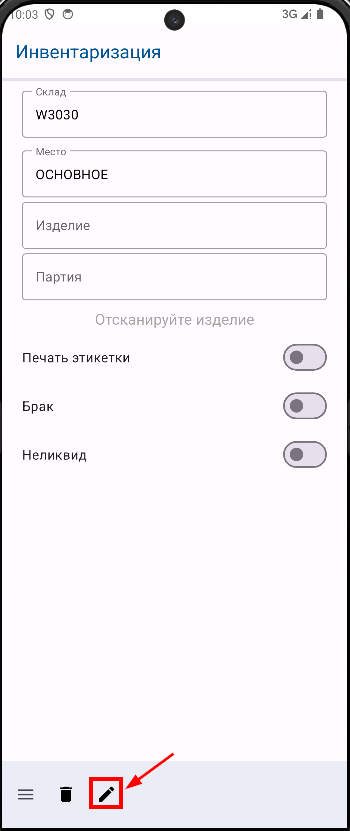 10:03
3G
Инвентаризация
Склад
W3030
Место
ОСНОВНОЕ
Изделие
Партия
Отсканируйте изделие
Печать этикетки
Брак
Неликвид